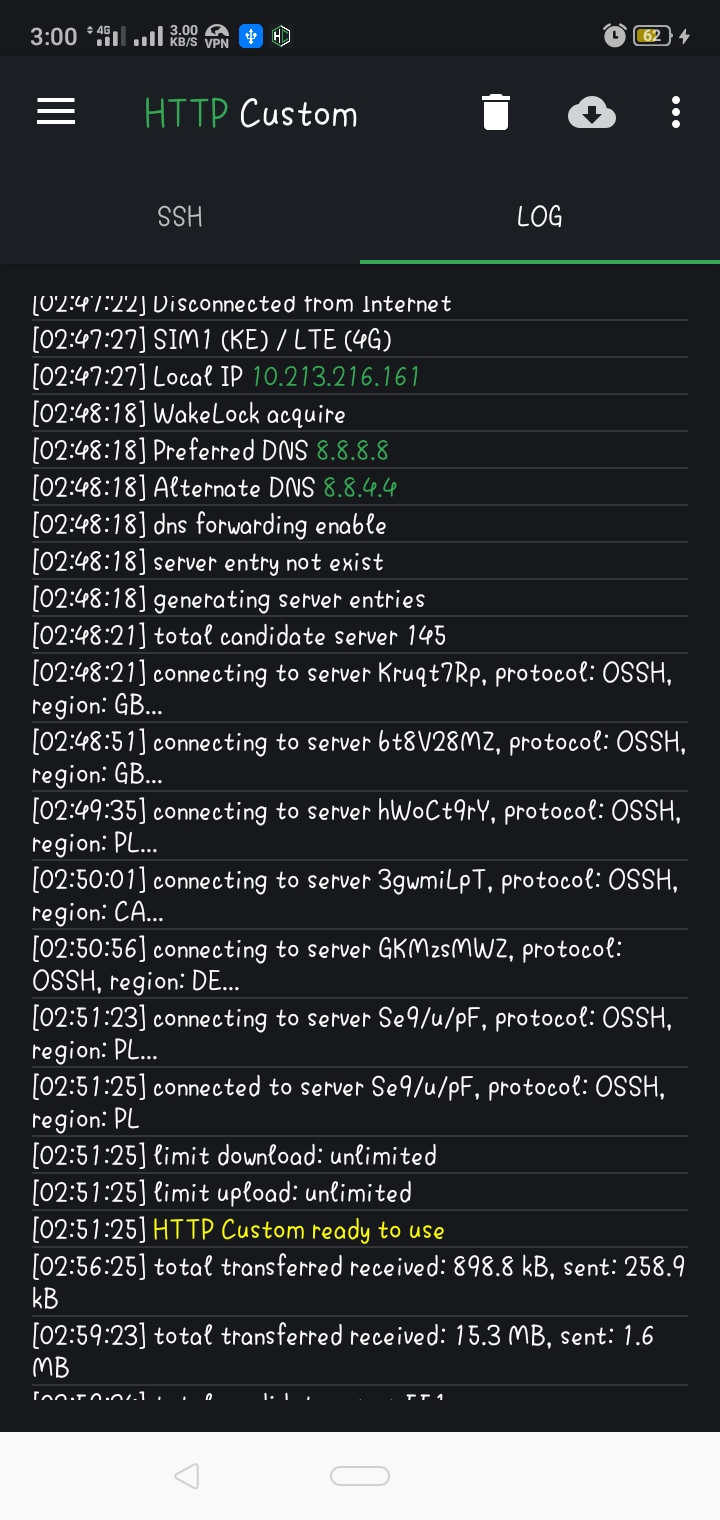 3:00 4G 3.00 KB/S VPN 62
HTTP Custom
SSH LOG
[02:47:22] Disconnected from Internet
[02:47:27] SIM1 (KE) / LTE (4G)
[02:47:27] Local IP 10.213.216.161
[02:48:18] WakeLock acquire
[02:48:18] Preferred DNS 8.8.8.8
[02:48:18] Alternate DNS 8.8.4.4
[02:48:18] dns forwarding enable
[02:48:18] server entry not exist
[02:48:18] generating server entries
[02:48:21] total candidate server 145
[02:48:21] connecting to server Kruqt7Rp, protocol: OSSH,
region: GB...
[02:48:51] connecting to server 6t8V28MZ, protocol: OSSH,
region: GB...
[02:49:35] connecting to server hWoCt9rY, protocol: OSSH,
region: PL...
[02:50:01] connecting to server 3gwmiLpT, protocol: OSSH,
region: CA...
[02:50:56] connecting to server GKMzsMWZ, protocol:
OSSH, region: DE...
[02:51:23] connecting to server Se9/u/pF, protocol: OSSH,
region: PL...
[02:51:25] connected to server Se9/u/pF, protocol: OSSH,
region: PL
[02:51:25] limit download: unlimited
[02:51:25] limit upload: unlimited
[02:51:25] HTTP Custom ready to use
[02:56:25] total transferred received: 898.8 kB, sent: 258.9
kB
[02:59:23] total transferred received: 15.3 MB, sent: 1.6
MB